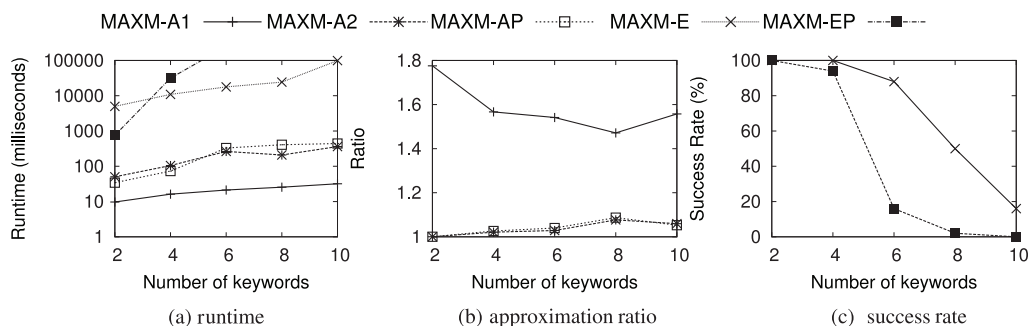 MAXM-A1 MAXM-A2 MAXM-AP MAXM-E MAXM-EP
Runtime (milliseconds)
100000
10000
1000
100
10
1
2 4 6 8 10
Number of keywords
(a) runtime
Ratio
1.8
1.6
1.4
1.2
1
2 4 6 8 10
Number of keywords
(b) approximation ratio
Success Rate (%)
100
80
60
40
20
0
2 4 6 8 10
Number of keywords
(c) success rate